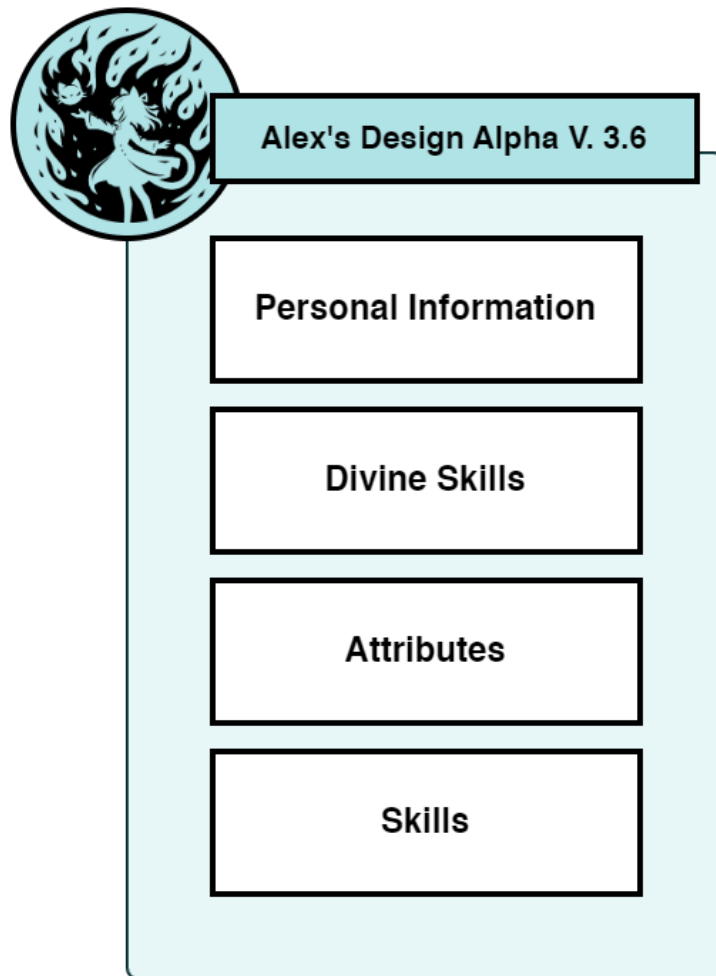 Alex's Design Alpha V. 3.6
Personal Information
Divine Skills
Attributes
Skills